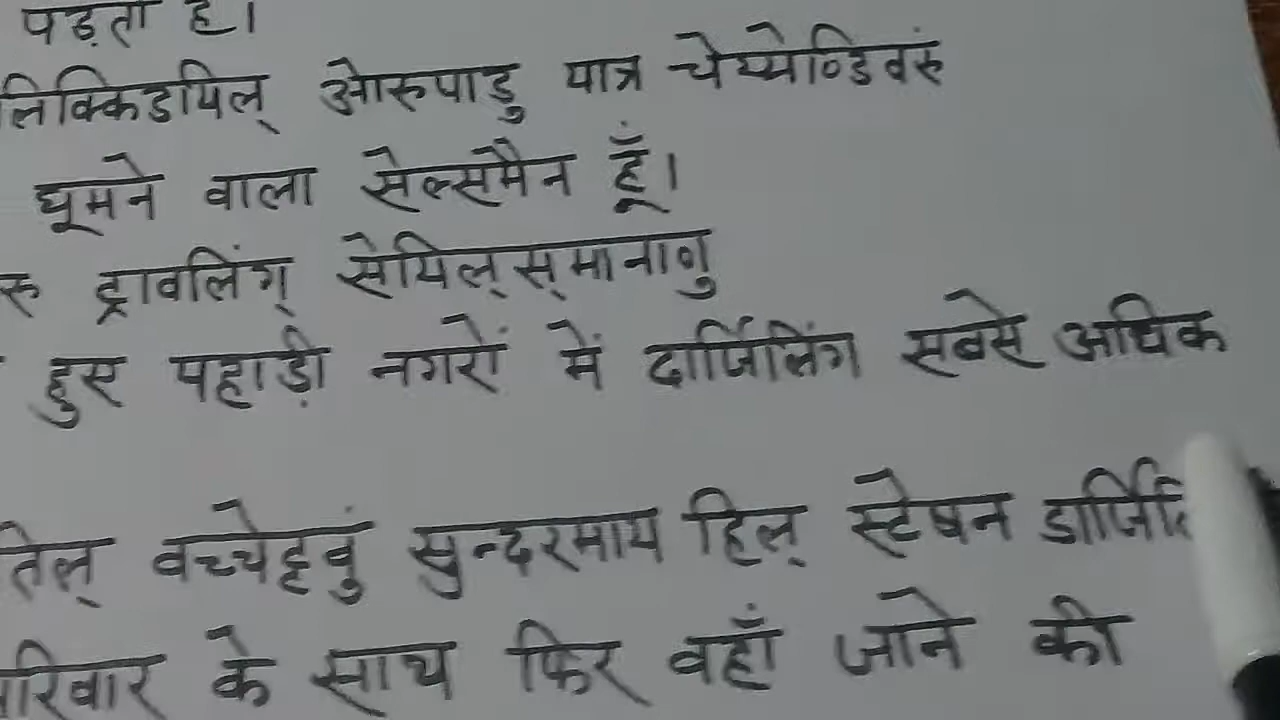 पड़ता है।
लिक्किडयिल् ओरुपाडु यात्र चेय्येण्डिवरुं
घूमने वाला सेल्समैन हूँ।
रु ट्रावलिंग् सेयिल्स्मानाणु
हुए पहाड़ी नगरों में दार्जिलिंग सबसे अधिक
तिल् वच्चेट्टवुं सुन्दरमाय हिल् स्टेषन डार्जिलि
परिवार के साथ फिर वहाँ जाने की